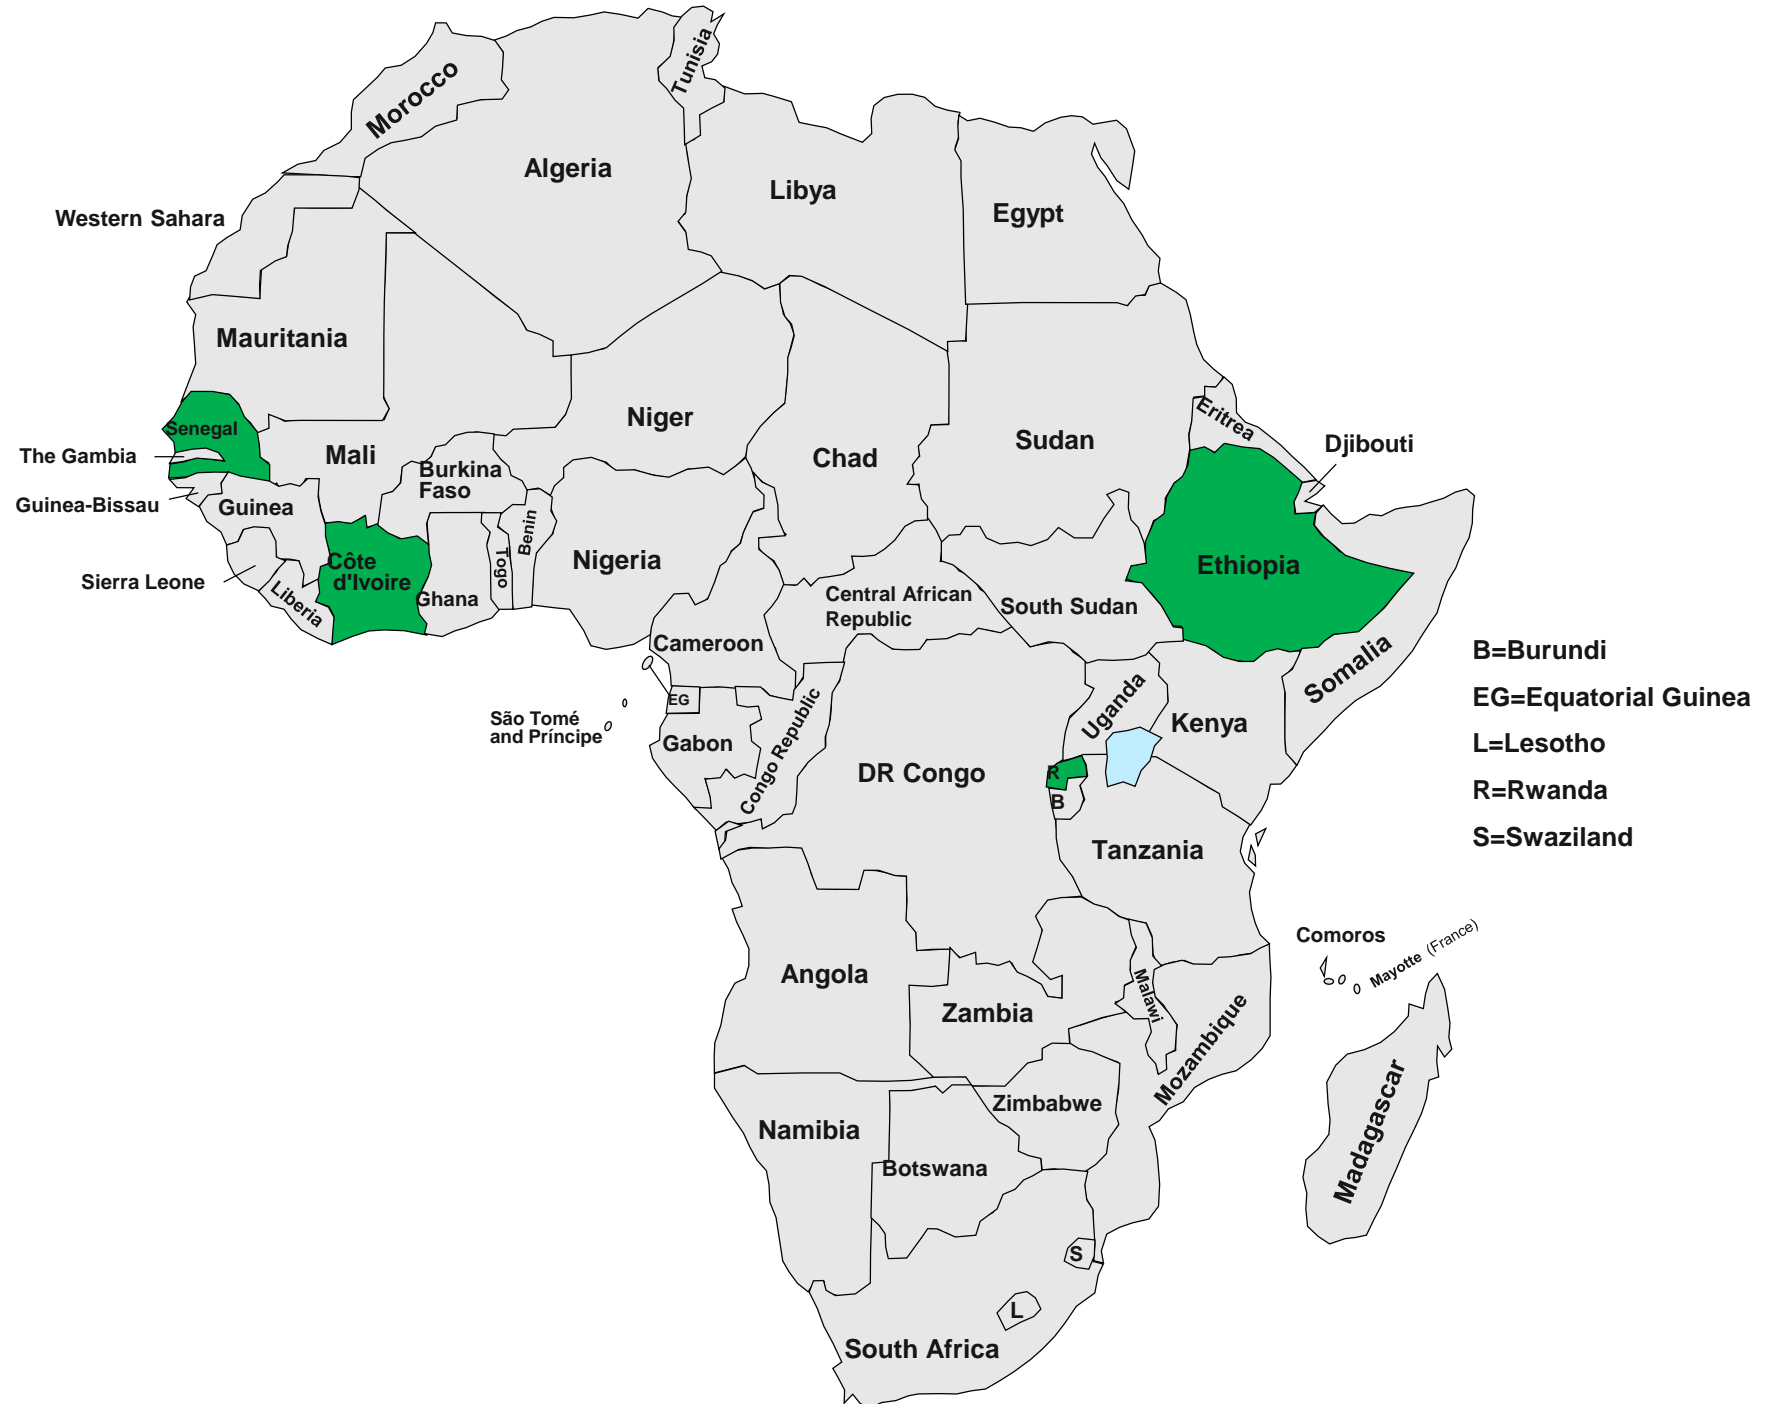 Tunisia
Morocco
Algeria
Libya
Egypt
Western Sahara
Mauritania
Mali
Niger
Chad
Sudan
Eritrea
Djibouti
Senegal
The Gambia
Guinea-Bissau
Guinea
Burkina
Faso
Benin
Togo
Nigeria
Ethiopia
Sierra Leone
Liberia
Côte
d'Ivoire
Ghana
Central African
Republic
South Sudan
Cameroon
Somalia
EG
São Tomé
and Príncipe
Gabon
Congo Republic
DR Congo
Uganda
Kenya
R
B
Tanzania
B=Burundi
EG=Equatorial Guinea
L=Lesotho
R=Rwanda
S=Swaziland
Comoros
Mayotte (France)
Angola
Zambia
Malawi
Mozambique
Madagascar
Zimbabwe
Namibia
Botswana
S
L
South Africa